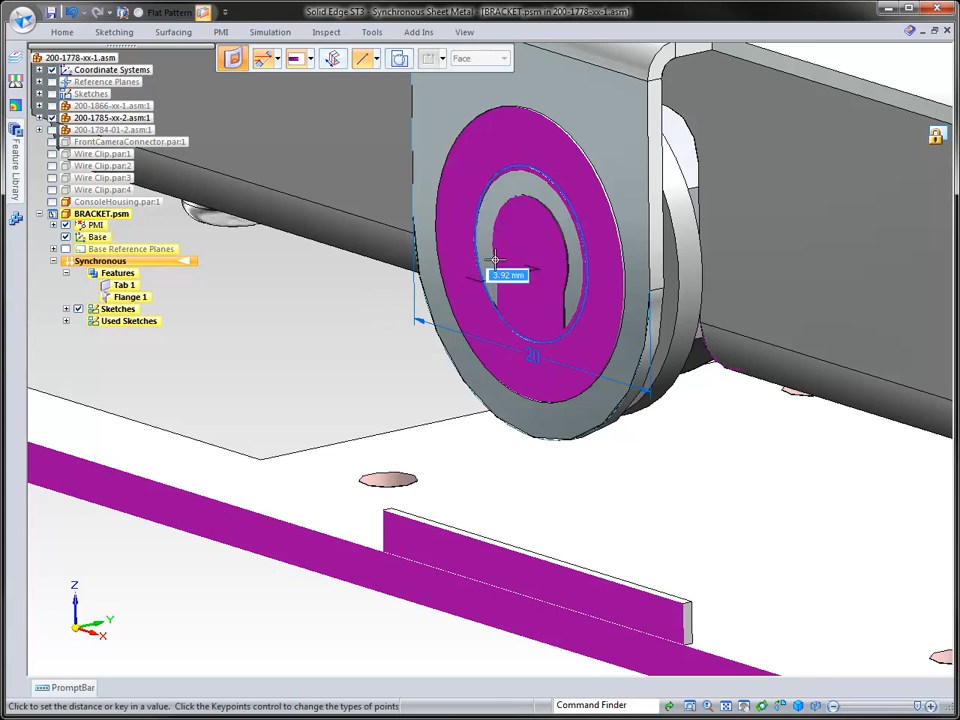 Flat Pattern
Solid Edge ST3 - Synchronous Sheet Metal - [BRACKET.psm in 200-1778-xx-1.asm]
Home
Sketching
Surfacing
PMI
Simulation
Inspect
Tools
Add Ins
View
Face
200-1778-xx-1.asm
Coordinate Systems
Reference Planes
Sketches
200-1866-xx-1.asm:1
200-1785-xx-2.asm:1
200-1784-01-2.asm:1
FrontCameraConnector.par:1
Wire Clip.par:1
Wire Clip.par:2
Wire Clip.par:3
Wire Clip.par:4
ConsoleHousing.par:1
BRACKET.psm
PMI
Base
Base Reference Planes
Synchronous
Features
Tab 1
Flange 1
Sketches
Used Sketches
Feature Library
3.92 mm
20
Z
Y
X
PromptBar
Click to set the distance or key in a value. Click the Keypoints control to change the types of points
Command Finder